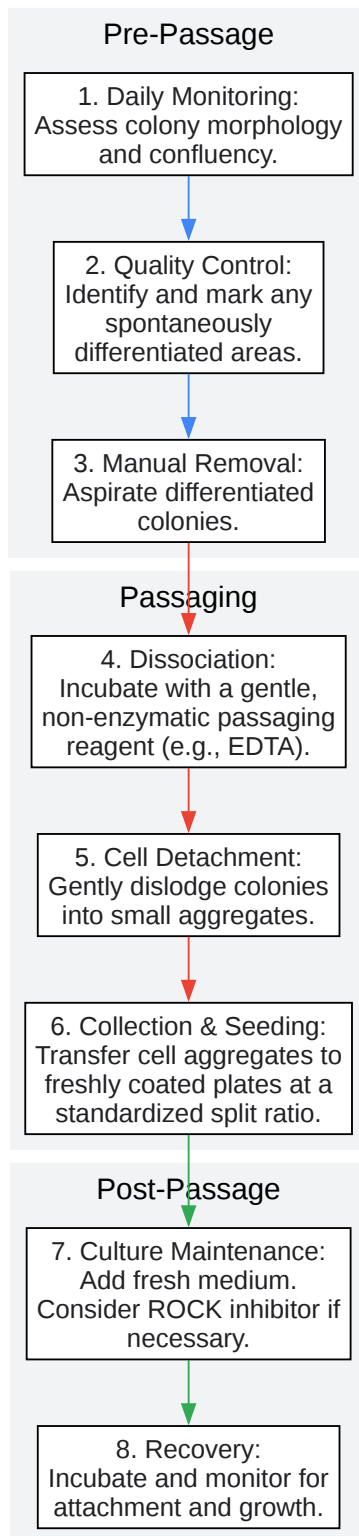 Pre-Passage
1. Daily Monitoring:
Assess colony morphology
and confluency.
2. Quality Control:
Identify and mark any
spontaneously
differentiated areas.
3. Manual Removal:
Aspirate differentiated
colonies.
Passaging
4. Dissociation:
Incubate with a gentle,
non-enzymatic passaging
reagent (e.g., EDTA).
5. Cell Detachment:
Gently dislodge colonies
into small aggregates.
6. Collection & Seeding:
Transfer cell aggregates to
freshly coated plates at a
standardized split ratio.
Post-Passage
7. Culture Maintenance:
Add fresh medium.
Consider ROCK inhibitor if
necessary.
8. Recovery:
Incubate and monitor for
attachment and growth.